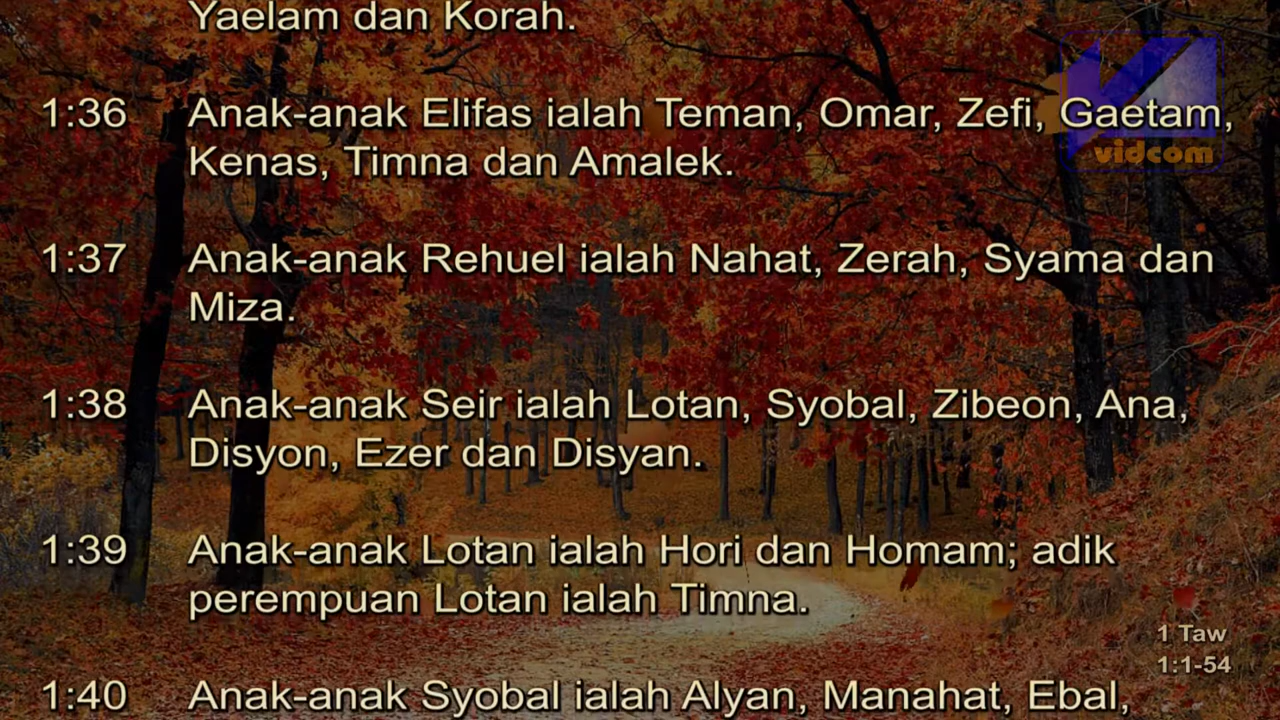 Yaelam dan Korah.
1:36 Anak-anak Elifas ialah Teman, Omar, Zefi, Gaetam,
Kenas, Timna dan Amalek.
1:37 Anak-anak Rehuel ialah Nahat, Zerah, Syama dan
Miza.
1:38 Anak-anak Seir ialah Lotan, Syobal, Zibeon, Ana,
Disyon, Ezer dan Disyan.
1:39 Anak-anak Lotan ialah Hori dan Homam; adik
perempuan Lotan ialah Timna.
1:40 Anak-anak Syobal ialah Alyan, Manahat, Ebal,
vidcom
1 Taw
1:1-54